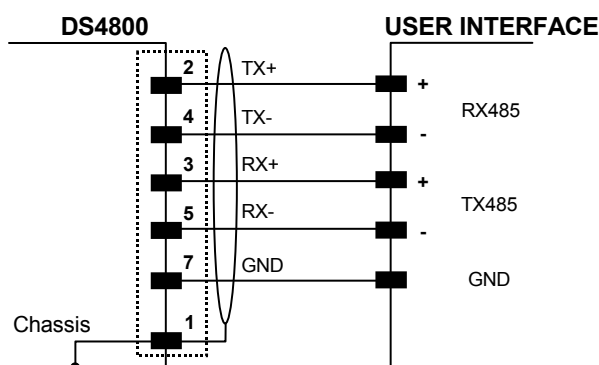 DS4800 USER INTERFACE
2 TX+ +
RX485
4 TX- -
3 RX+ +
TX485
5 RX- -
7 GND GND
Chassis 1